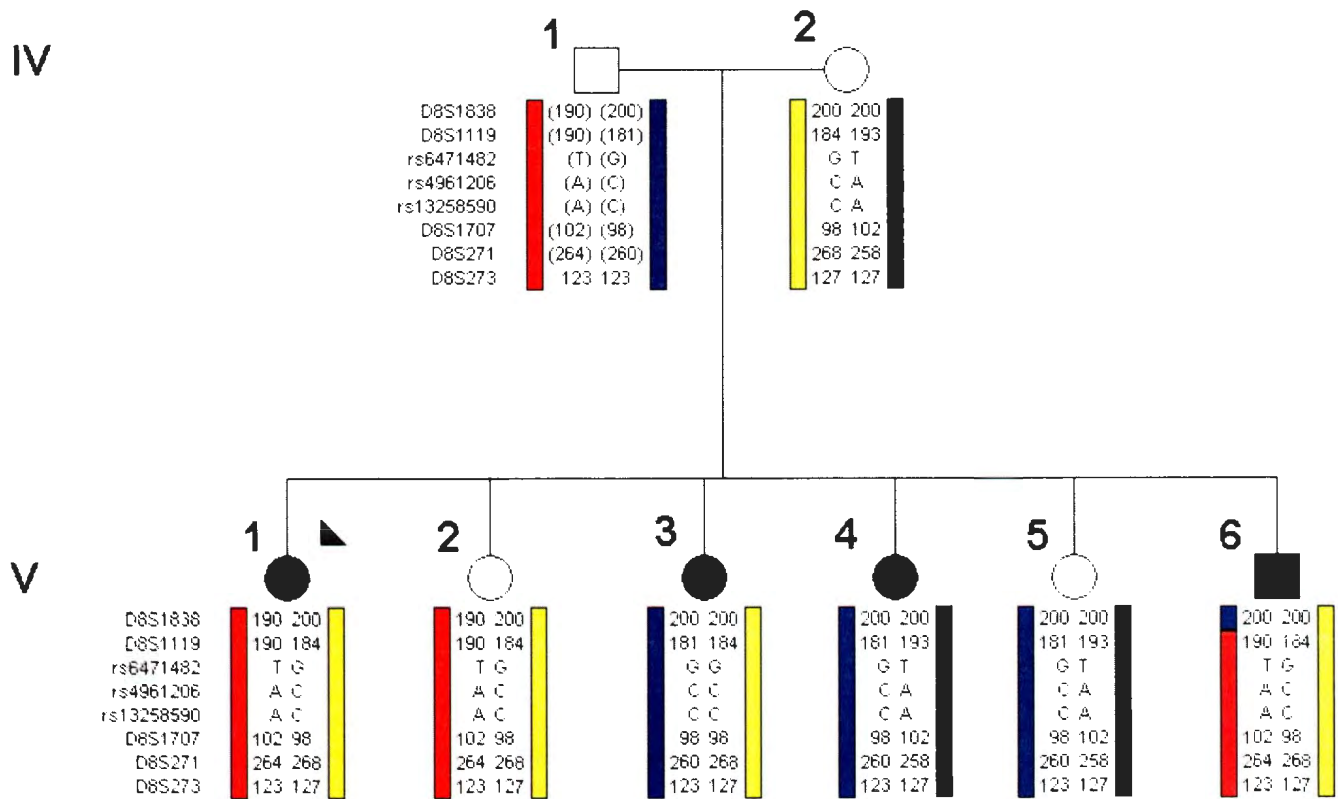 1 2
IV
D8S1838 (190) (200) 200 200
D8S1119 (190) (181) 184 193
rs6471482 (T) (G) G T
rs4961206 (A) (C) C A
rs13258590 (A) (C) C A
D8S1707 (102) (98) 98 102
D8S271 (264) (260) 268 258
D8S273 123 123 127 127
1 2 3 4 5 6
V
D8S1838 190 200 190 200 200 200 200 200 200 200 200 200
D8S1119 190 184 190 184 181 184 181 193 181 193 190 184
rs6471482 T G T G G G G T G T T G
rs4961206 A C A C C C C A C A A C
rs13258590 A C A C C C C A C A A C
D8S1707 102 98 102 98 98 98 98 102 98 102 102 98
D8S271 264 268 264 268 260 268 260 258 260 258 264 268
D8S273 123 127 123 127 123 127 123 127 123 127 123 127